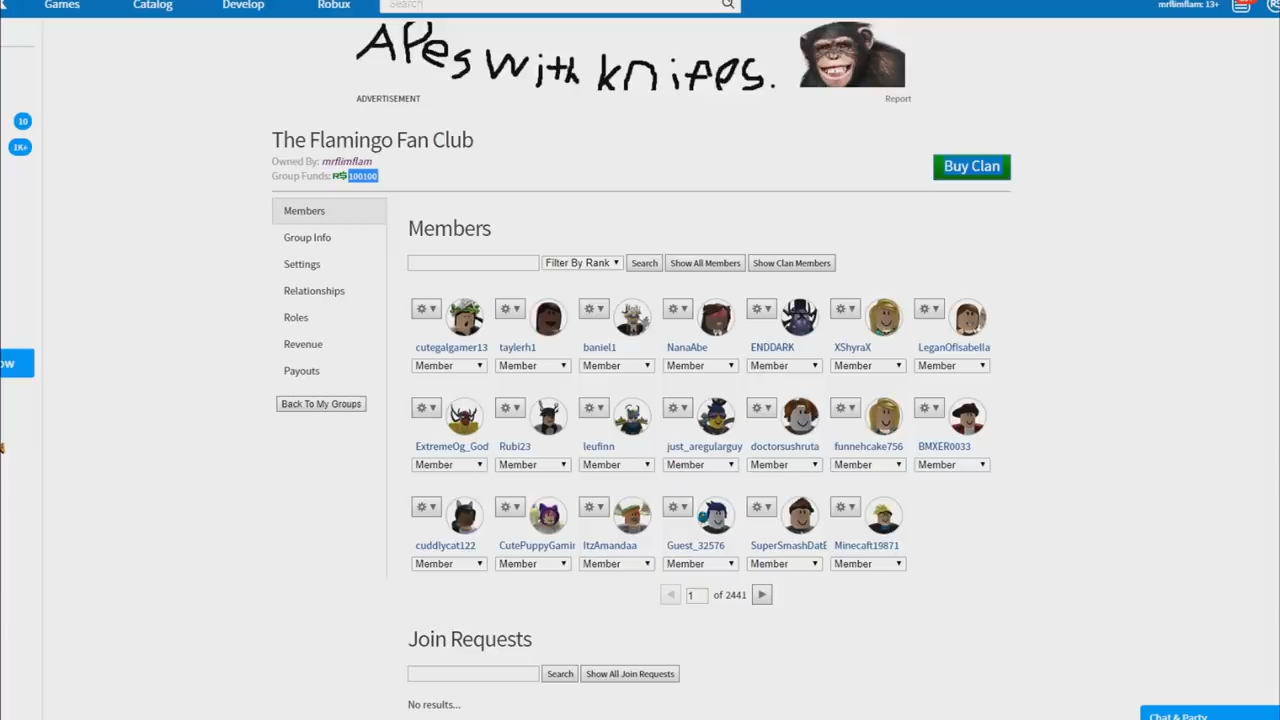 Games Catalog Develop Robux Search mrflimflam: 13+
APes with knifes.
ADVERTISEMENT Report
10
1K+
The Flamingo Fan Club
Owned By: mrflimflam
Group Funds: R$ 100100
Buy Clan
Members
Group Info
Settings
Relationships
Roles
Revenue
Payouts
Back To My Groups
Members
Filter By Rank Search Show All Members Show Clan Members
cutegalgamer13 taylerh1 baniel1 NanaAbe ENDDARK XShyraX LeganOfIsabella
Member Member Member Member Member Member Member
ExtremeOg_God Rubi23 leufinn just_aregularguy doctorsushruta funnehcake756 BMXER0033
Member Member Member Member Member Member Member
cuddlycat122 CutePuppyGamin ItzAmandaa Guest_32576 SuperSmashDatE Minecaft19871
Member Member Member Member Member Member
1 of 2441
Join Requests
Search Show All Join Requests
No results...
ow
Chat & Party